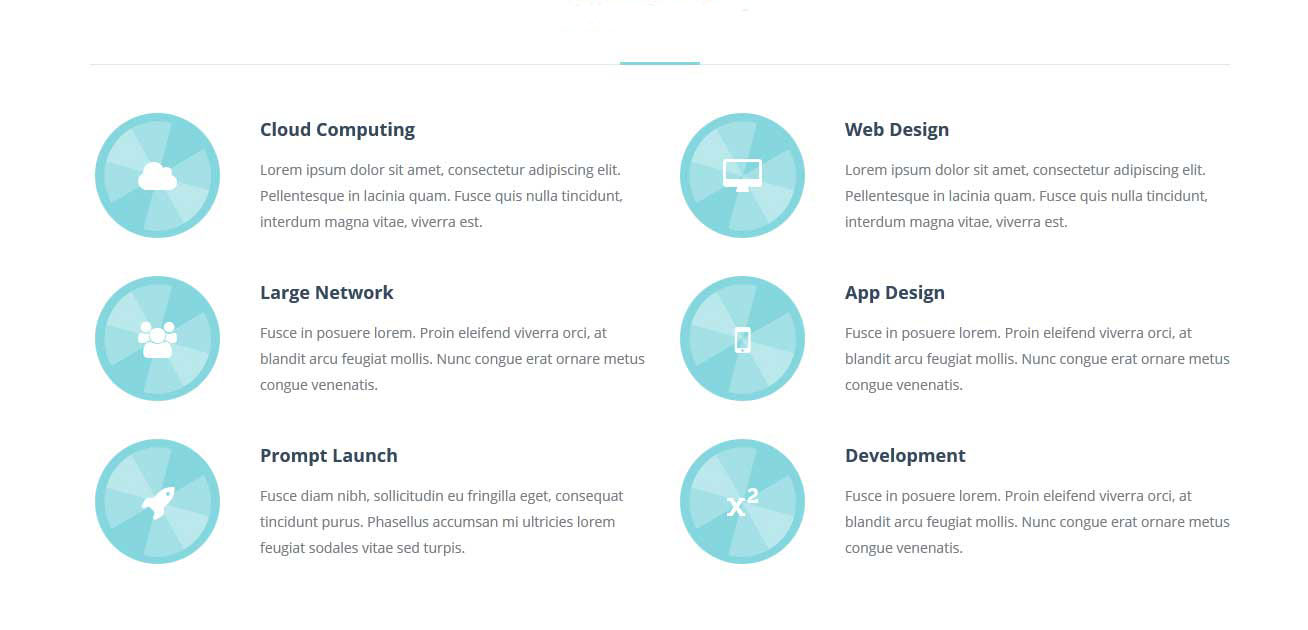 Cloud Computing
Lorem ipsum dolor sit amet, consectetur adipiscing elit.
Pellentesque in lacinia quam. Fusce quis nulla tincidunt,
interdum magna vitae, viverra est.
Web Design
Lorem ipsum dolor sit amet, consectetur adipiscing elit.
Pellentesque in lacinia quam. Fusce quis nulla tincidunt,
interdum magna vitae, viverra est.
Large Network
Fusce in posuere lorem. Proin eleifend viverra orci, at
blandit arcu feugiat mollis. Nunc congue erat ornare metus
congue venenatis.
App Design
Fusce in posuere lorem. Proin eleifend viverra orci, at
blandit arcu feugiat mollis. Nunc congue erat ornare metus
congue venenatis.
Prompt Launch
Fusce diam nibh, sollicitudin eu fringilla eget, consequat
tincidunt purus. Phasellus accumsan mi ultricies lorem
feugiat sodales vitae sed turpis.
x²
Development
Fusce in posuere lorem. Proin eleifend viverra orci, at
blandit arcu feugiat mollis. Nunc congue erat ornare metus
congue venenatis.